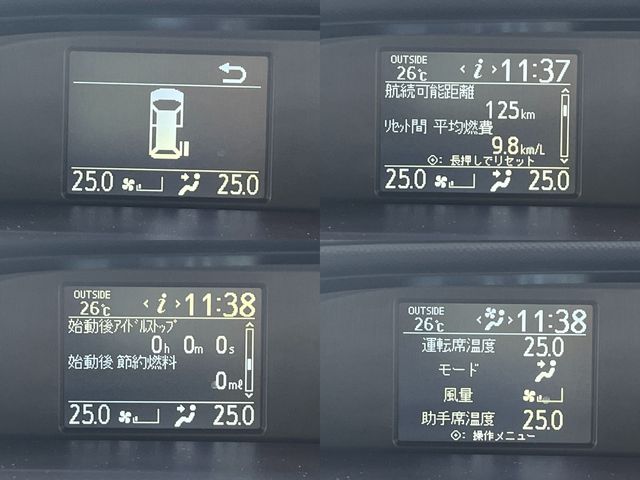 25.0 25.0
OUTSIDE
26℃ ‹ i › 11:37
航続可能距離
125km
リセット間 平均燃費
9.8km/L
: 長押しでリセット
25.0 25.0
OUTSIDE
26℃ ‹ i › 11:38
始動後アイドルストップ
0h 0m 0s
始動後 節約燃料
0mℓ
25.0 25.0
OUTSIDE
26℃ 11:38
運転席温度 25.0
モード
風量
助手席温度 25.0
: 操作メニュー